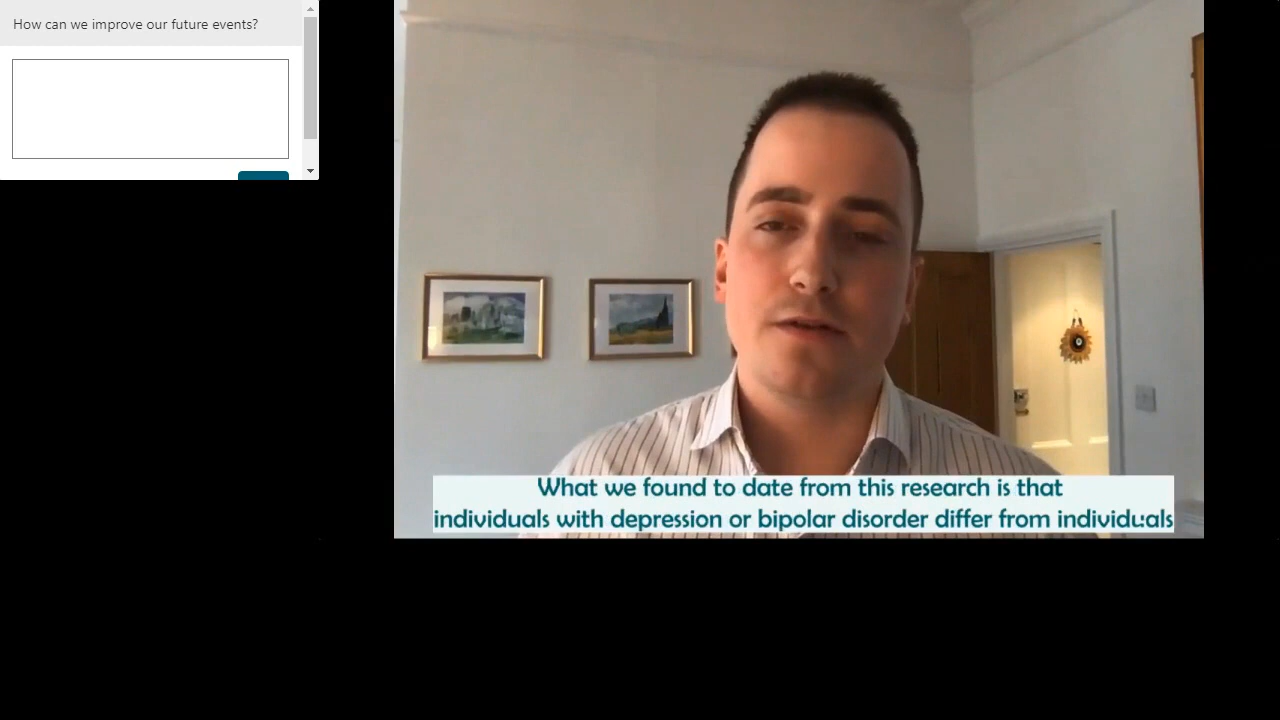 How can we improve our future events?
What we found to date from this research is that
individuals with depression or bipolar disorder differ from individuals